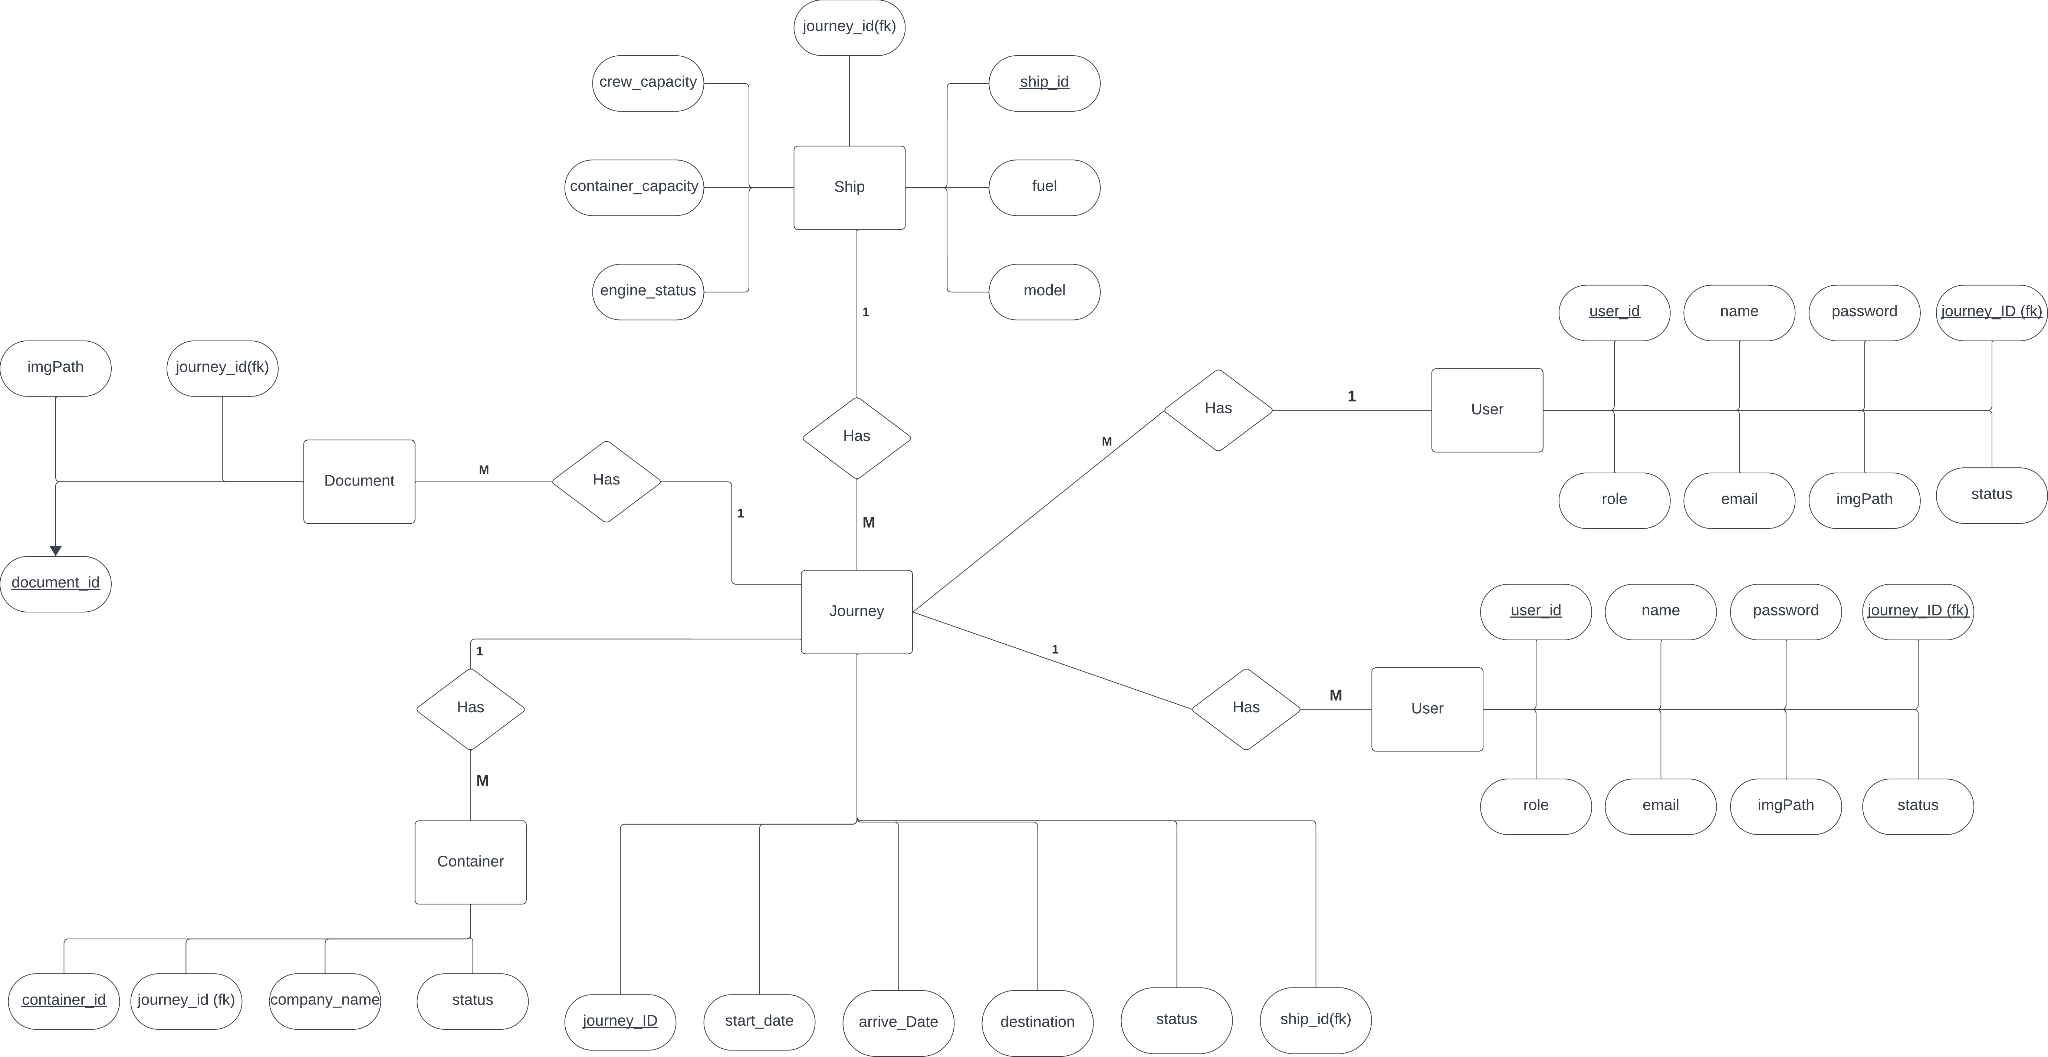 journey_id(fk)
crew_capacity
ship_id
container_capacity
Ship
fuel
engine_status
model
1
user_id
name
password
journey_ID (fk)
imgPath
journey_id(fk)
Has
1
User
M
Has
Document
M
Has
1
M
role
email
imgPath
status
document_id
Journey
1
1
Has
M
Container
user_id
name
password
journey_ID (fk)
Has
M
User
role
email
imgPath
status
container_id
journey_id (fk)
company_name
status
journey_ID
start_date
arrive_Date
destination
status
ship_id(fk)